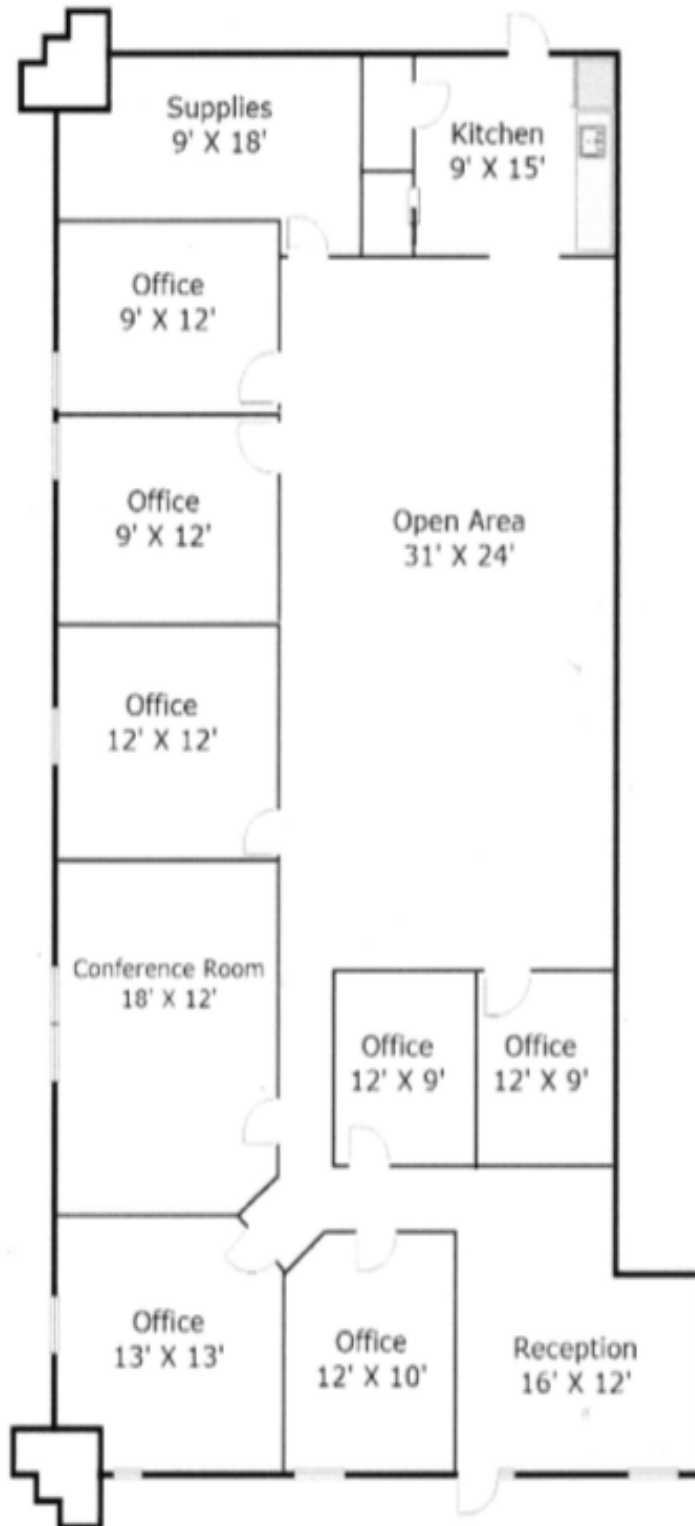 Supplies
9' X 18'
Kitchen
9' X 15'
Office
9' X 12'
Office
9' X 12'
Open Area
31' X 24'
Office
12' X 12'
Conference Room
18' X 12'
Office
12' X 9'
Office
12' X 9'
Office
13' X 13'
Office
12' X 10'
Reception
16' X 12'